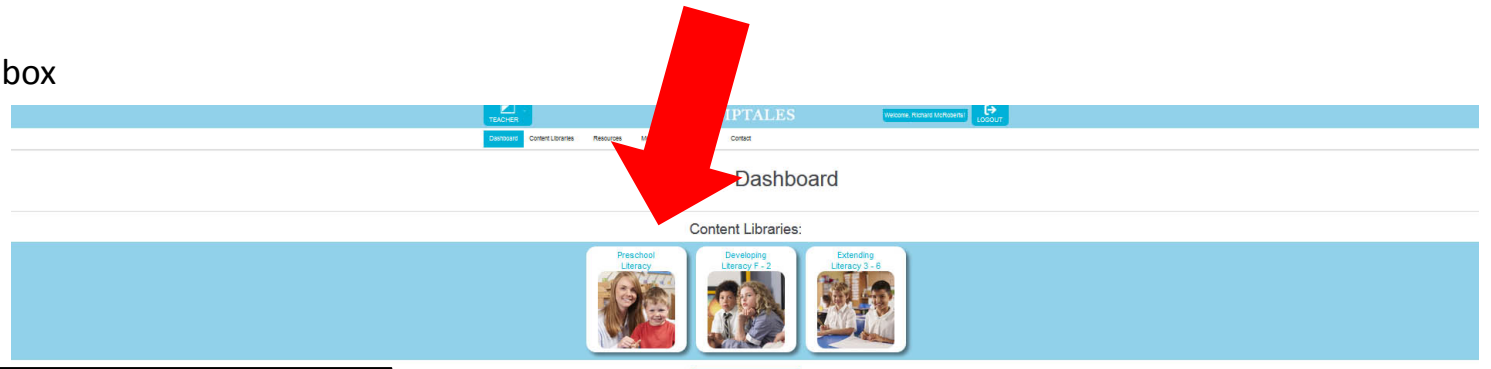 box
TEACHER
IPTALES
Welcome, Richard McRoberts!
LOGOUT
Dashboard Content Libraries Resources M Contact
Dashboard
Content Libraries:
Preschool
Literacy
Developing
Literacy F - 2
Extending
Literacy 3 - 6